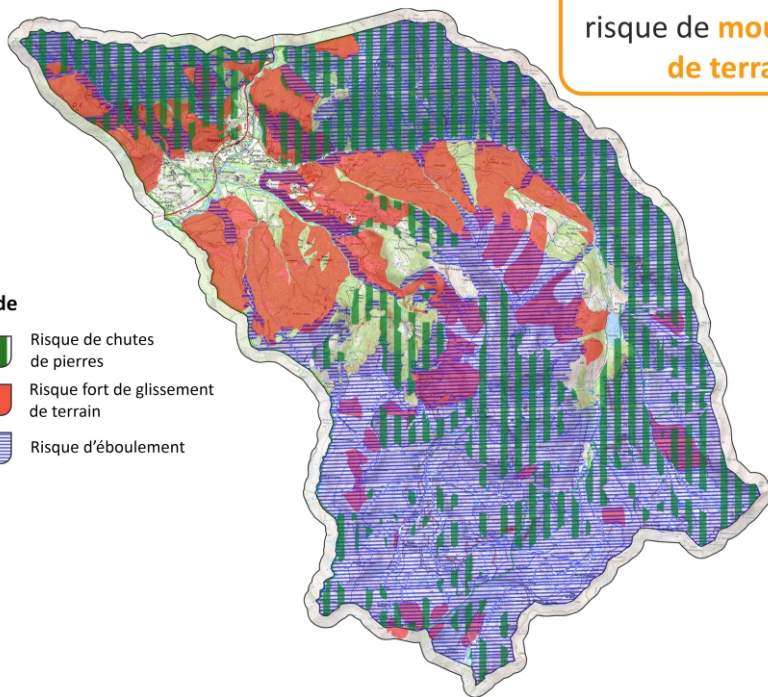 risque de mou
de terra
de
Risque de chutes
de pierres
Risque fort de glissement
de terrain
Risque d'éboulement